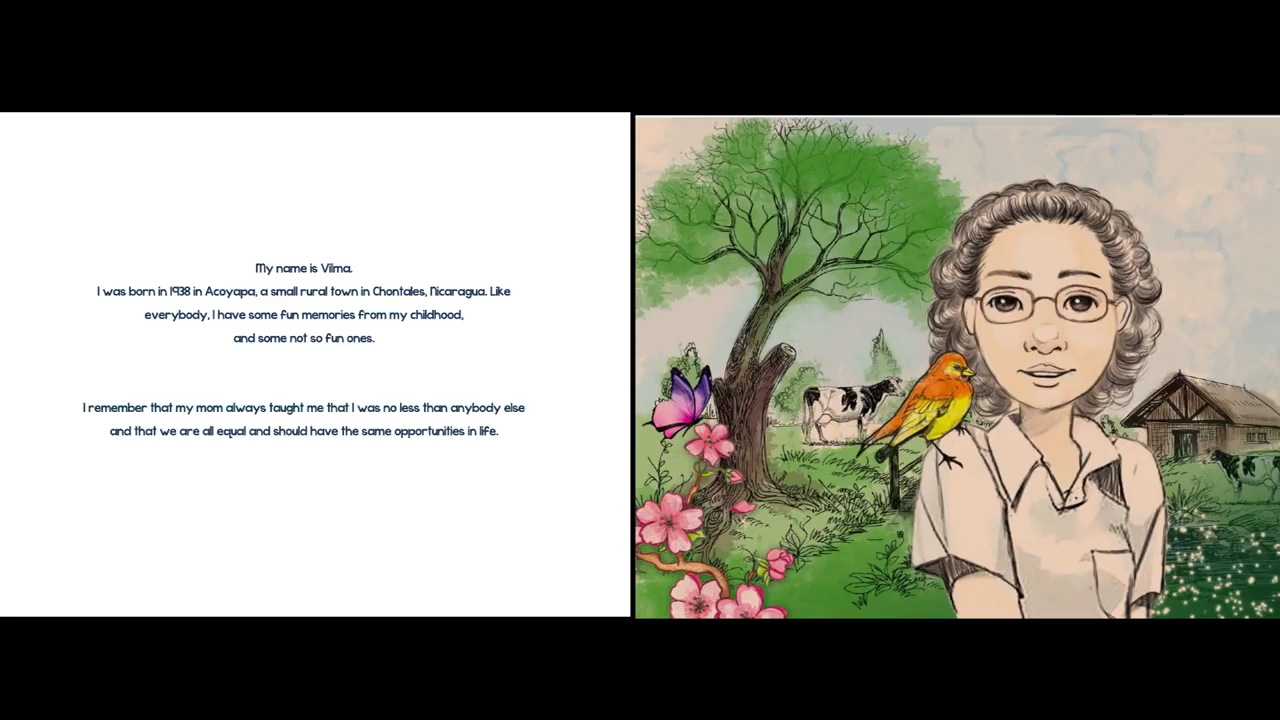 My name is Vilma.
I was born in 1938 in Acoyapa, a small rural town in Chontales, Nicaragua. Like
everybody, I have some fun memories from my childhood,
and some not so fun ones.
I remember that my mom always taught me that I was no less than anybody else
and that we are all equal and should have the same opportunities in life.